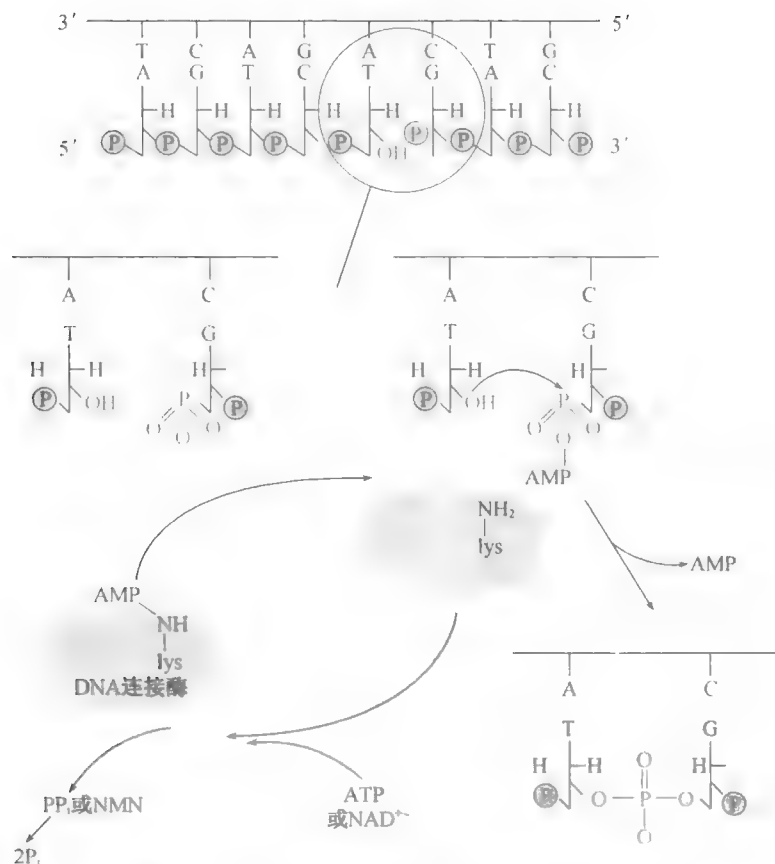 3′ 5′
T C A G A C T G
A G T C T G A C
H H H H H H H H
5′ P P P P P OH P P P P 3′
A C A C
T G T G
H H H H H H
P OH P P P OH P P
O O O O O
AMP
NH₂
lys
AMP
AMP
NH
lys
DNA连接酶
A C
T G
H H H
O
P O P O P
O
PPᵢ或NMN
ATP
或NAD⁺
2Pᵢ